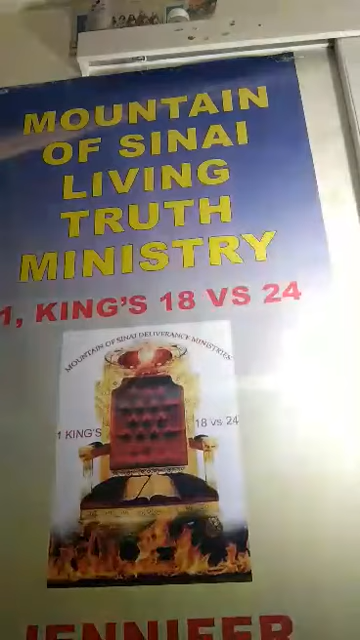 MOUNTAIN
OF SINAI
LIVING
TRUTH
MINISTRY
1, KING'S 18 VS 24
MOUNTAIN OF SINAI DELIVERANCE MINISTRIES
1 KING'S 18 vs 24
JENNIFER